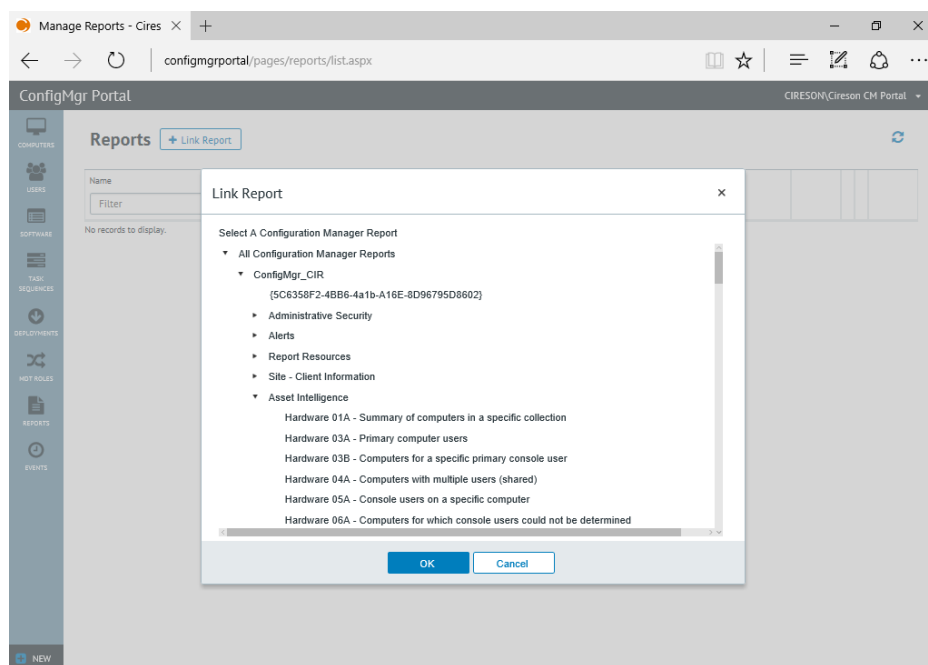 Manage Reports - Cires
configmgrportal/pages/reports/list.aspx
ConfigMgr Portal
CIRESON\Cireson CM Portal
COMPUTERS
USERS
SOFTWARE
TASK
SEQUENCES
DEPLOYMENTS
MGT ROLES
REPORTS
EVENTS
NEW
Reports
+ Link Report
Name
Filter
No records to display.
Link Report
Select A Configuration Manager Report
All Configuration Manager Reports
ConfigMgr_CIR
{5C6358F2-4BB6-4a1b-A16E-8D96795D8602}
Administrative Security
Alerts
Report Resources
Site - Client Information
Asset Intelligence
Hardware 01A - Summary of computers in a specific collection
Hardware 03A - Primary computer users
Hardware 03B - Computers for a specific primary console user
Hardware 04A - Computers with multiple users (shared)
Hardware 05A - Console users on a specific computer
Hardware 06A - Computers for which console users could not be determined
OK
Cancel